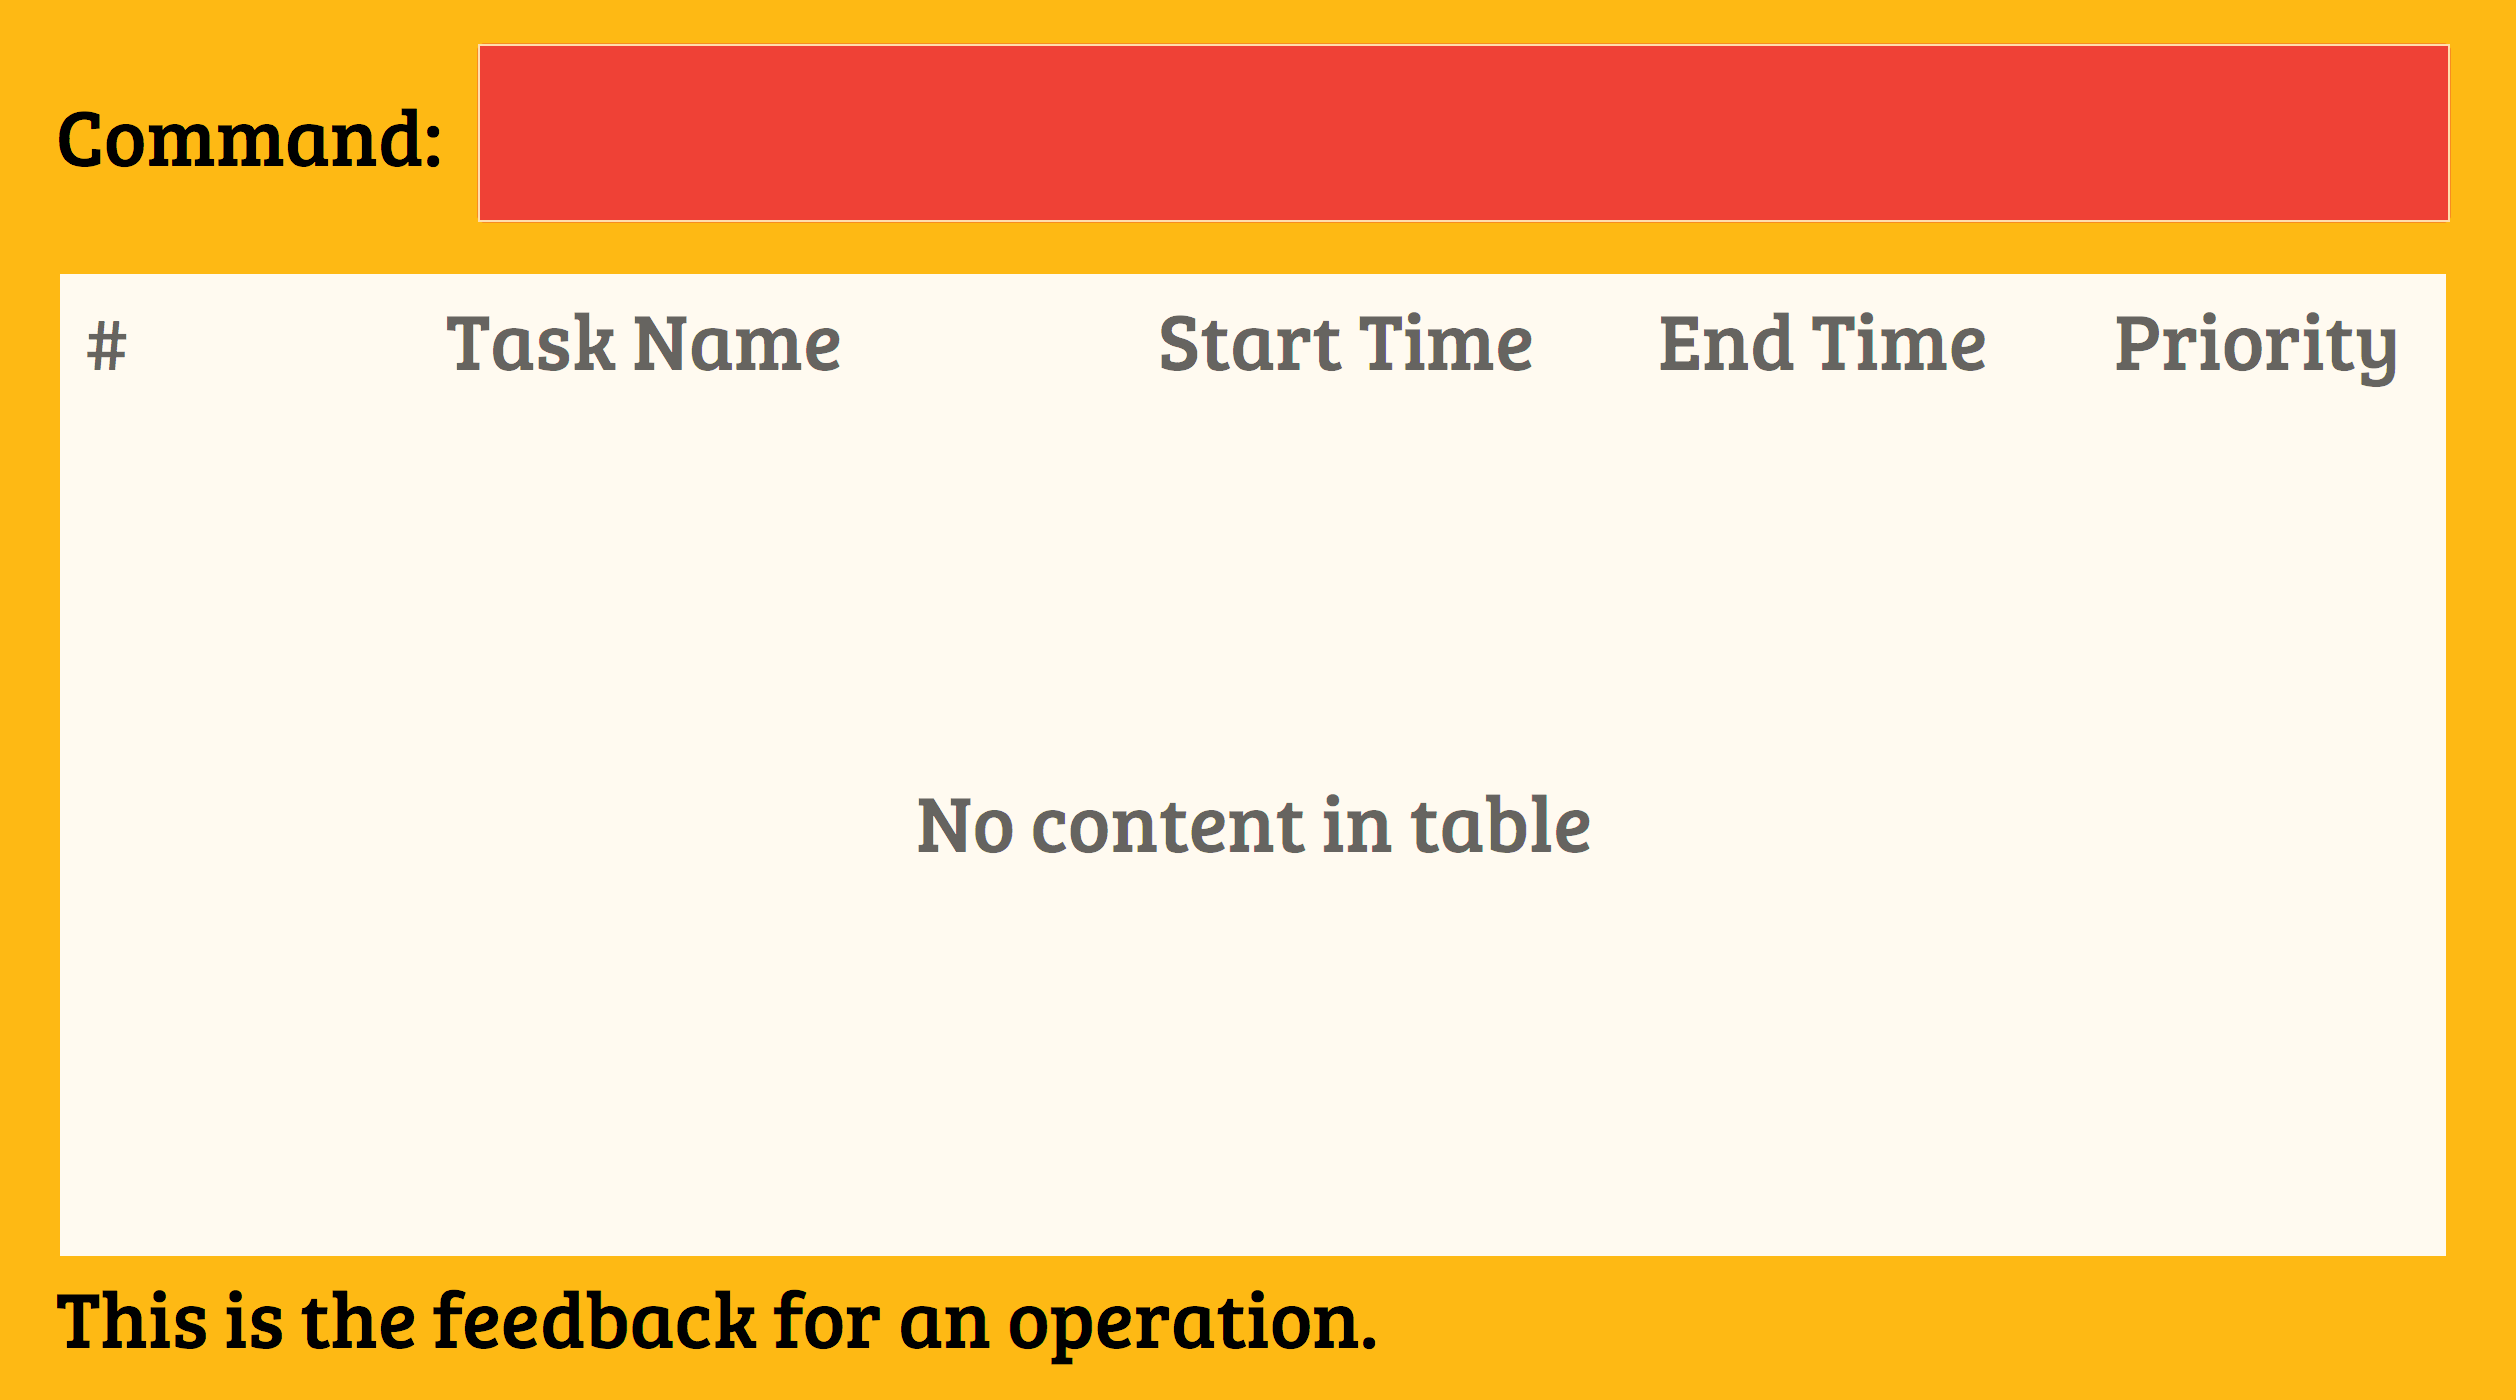 Command:
# Task Name Start Time End Time Priority
No content in table
This is the feedback for an operation.